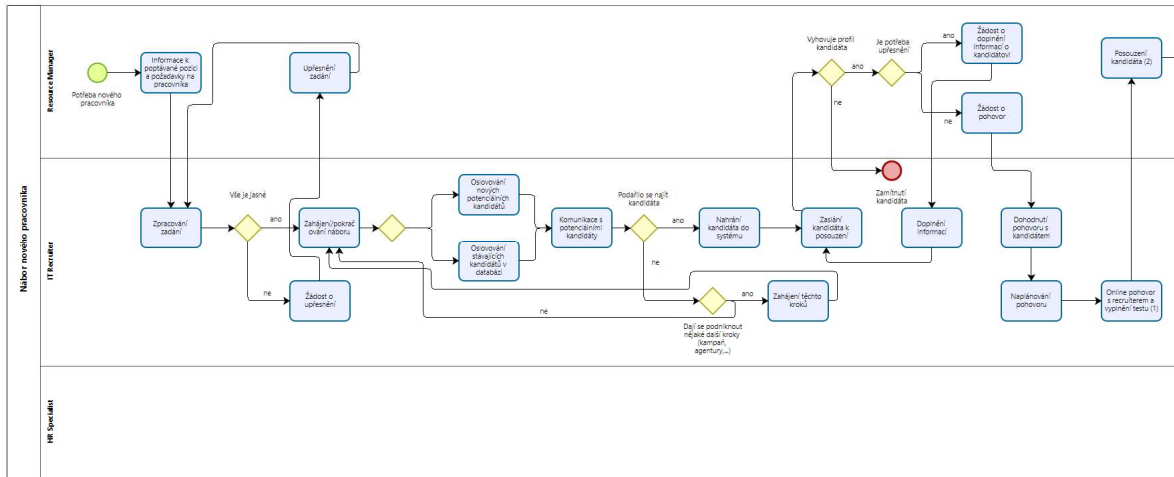 Nábor nového pracovníka
Resource Manager
Potřeba nového
pracovníka
Informace k
poptávané pozici
a požadavky na
pracovníka
Upřesnění
zadání
Vyhovuje profil
kandidáta
ano
ne
Je potřeba
upřesnění
ano
ne
Žádost o
doplnění
informací o
kandidátovi
Žádost o
pohovor
Posouzení
kandidáta (2)
IT Recruiter
Zpracování
zadání
Vše je jasné
ano
ne
Žádost o
upřesnění
Zahájení/pokrač
ování náboru
Oslovování
nových
potenciálních
kandidátů
Oslovování
stávajících
kandidátů v
databázi
Komunikace s
potenciálními
kandidáty
Podařilo se najít
kandidáta
ano
ne
Nahrání
kandidáta do
systému
Zaslání
kandidáta k
posouzení
Zamítnutí
kandidáta
Doplnění
informací
Dohodnutí
pohovoru s
kandidátem
Dají se podniknout
nějaké další kroky
(kampaň,
agentury,...)
ano
ne
Zahájení těchto
kroků
Naplánování
pohovoru
Online pohovor
s recruiterem a
vyplnění testu (1)
HR Specialist